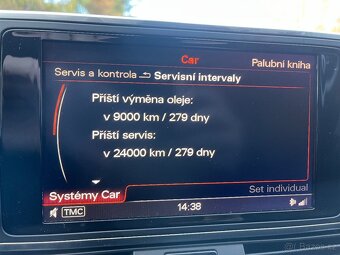 Car
Palubní kniha
Servis a kontrola Servisní intervaly
Příští výměna oleje:
v 9000 km / 279 dny
Příští servis:
v 24000 km / 279 dny
Systémy Car
Set individual
TMC
14:38